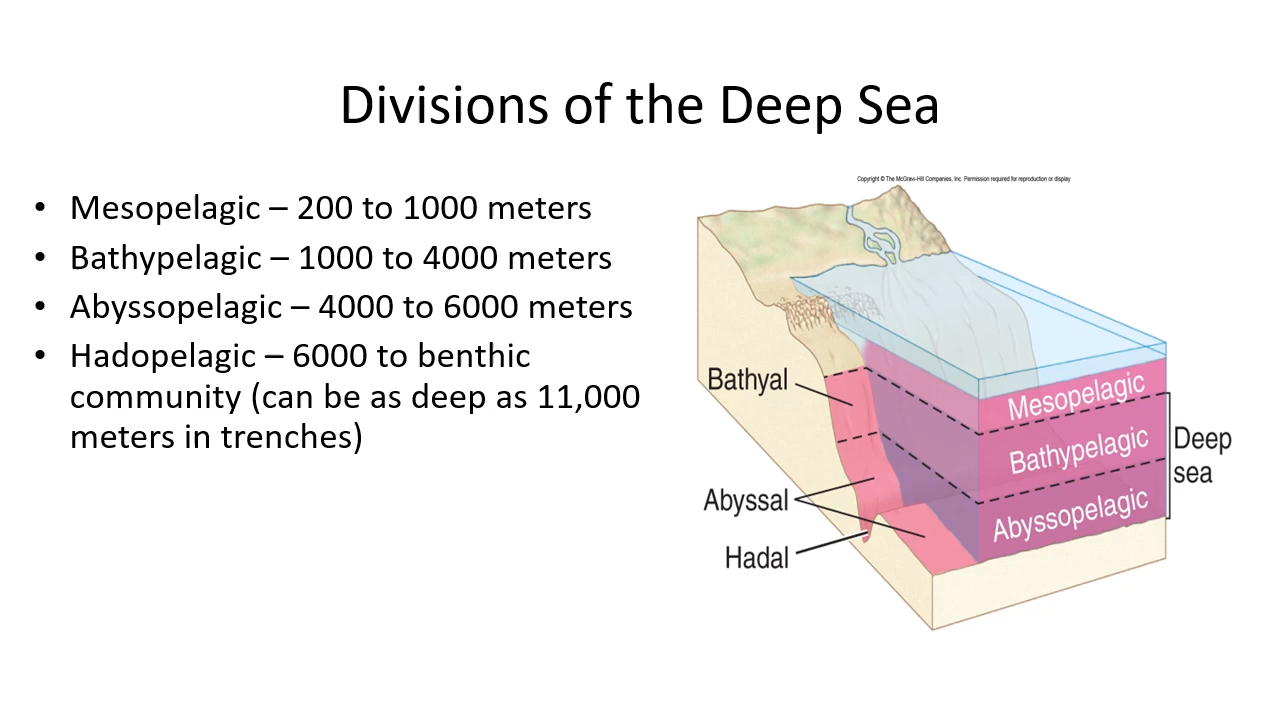 Divisions of the Deep Sea
• Mesopelagic – 200 to 1000 meters
• Bathypelagic – 1000 to 4000 meters
• Abyssopelagic – 4000 to 6000 meters
• Hadopelagic – 6000 to benthic
community (can be as deep as 11,000
meters in trenches)
Copyright © The McGraw-Hill Companies, Inc. Permission required for reproduction or display
Bathyal
Abyssal
Hadal
Mesopelagic
Bathypelagic
Abyssopelagic
Deep
sea